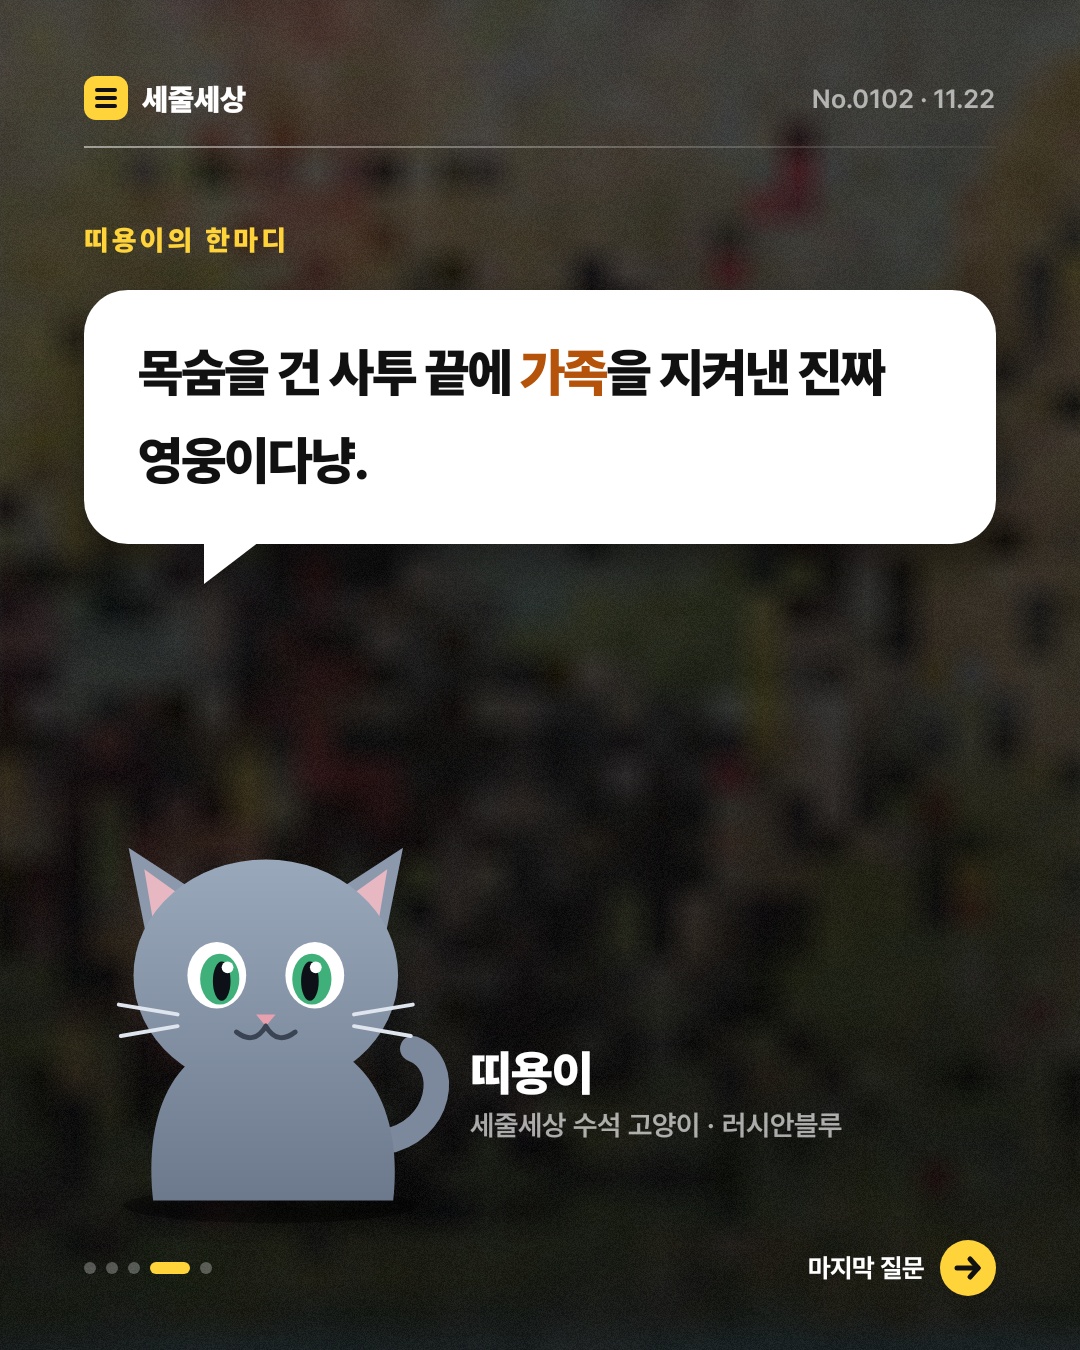 세줄세상
No.0102 · 11.22
띠용이의 한마디
목숨을 건 사투 끝에 가족을 지켜낸 진짜
영웅이다냥.
띠용이
세줄세상 수석 고양이 · 러시안블루
마지막 질문